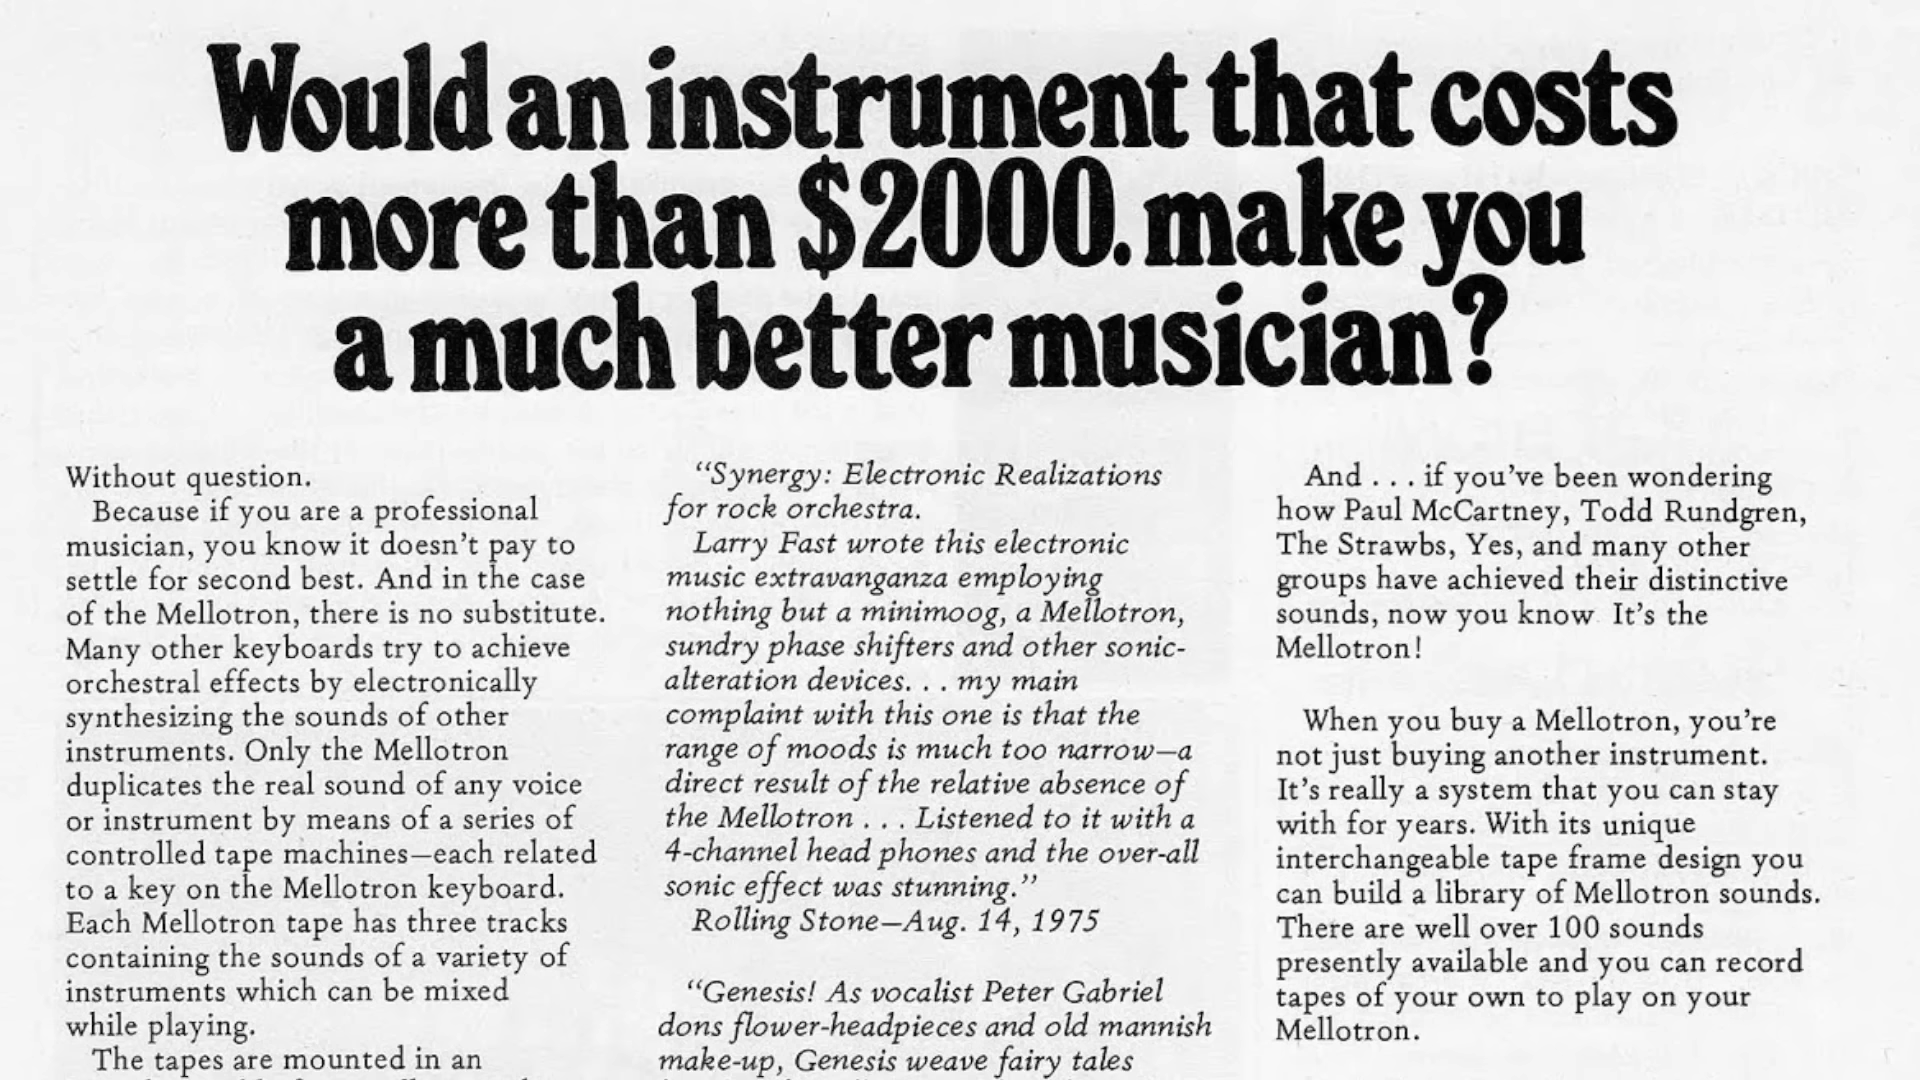 Would an instrument that costs
more than $2000. make you
a much better musician?
Without question.
Because if you are a professional
musician, you know it doesn't pay to
settle for second best. And in the case
of the Mellotron, there is no substitute.
Many other keyboards try to achieve
orchestral effects by electronically
synthesizing the sounds of other
instruments. Only the Mellotron
duplicates the real sound of any voice
or instrument by means of a series of
controlled tape machines—each related
to a key on the Mellotron keyboard.
Each Mellotron tape has three tracks
containing the sounds of a variety of
instruments which can be mixed
while playing.
The tapes are mounted in an
“Synergy: Electronic Realizations
for rock orchestra.
Larry Fast wrote this electronic
music extravanganza employing
nothing but a minimoog, a Mellotron,
sundry phase shifters and other sonic-
alteration devices. . . my main
complaint with this one is that the
range of moods is much too narrow—a
direct result of the relative absence of
the Mellotron . . . Listened to it with a
4-channel head phones and the over-all
sonic effect was stunning.”
Rolling Stone—Aug. 14, 1975
“Genesis! As vocalist Peter Gabriel
dons flower-headpieces and old mannish
make-up, Genesis weave fairy tales
And . . . if you've been wondering
how Paul McCartney, Todd Rundgren,
The Strawbs, Yes, and many other
groups have achieved their distinctive
sounds, now you know. It's the
Mellotron!
When you buy a Mellotron, you're
not just buying another instrument.
It's really a system that you can stay
with for years. With its unique
interchangeable tape frame design you
can build a library of Mellotron sounds.
There are well over 100 sounds
presently available and you can record
tapes of your own to play on your
Mellotron.